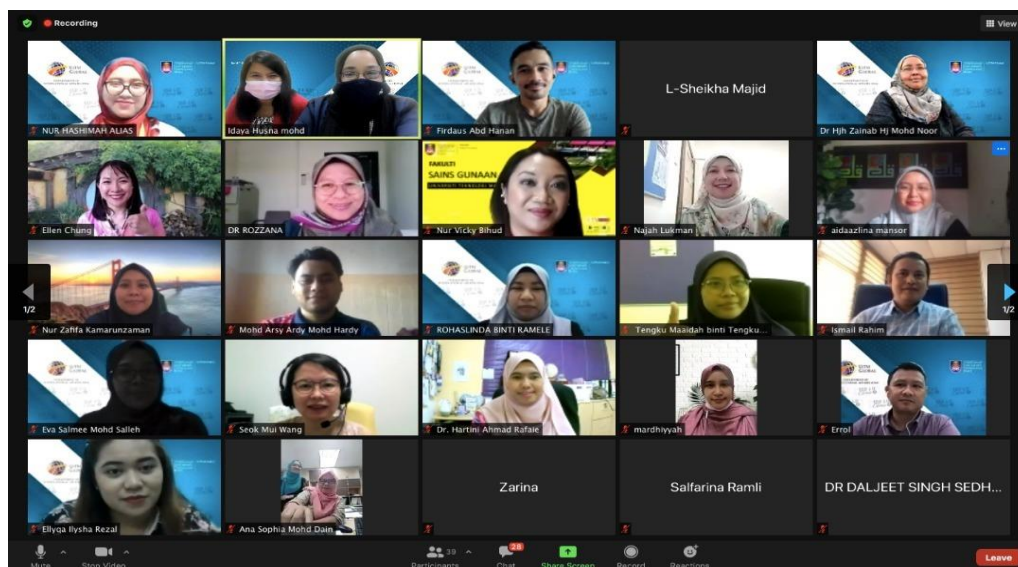 Recording
View
NUR HASHIMAH ALIAS
Idaya Husna mohd
Firdaus Abd Hanan
L-Sheikha Majid
Dr Hjh Zainab Hj Mohd Noor
Ellen Chung
DR ROZZANA
FAKULTI
SAINS GUNAAN
Nur Vicky Bihud
Najah Lukman
aidaazlina mansor
1/2
Nur Zafifa Kamarunzaman
Mohd Arsy Ardy Mohd Hardy
ROHASLINDA BINTI RAMELE
Tengku Maaidah binti Tengku...
Ismail Rahim
1/2
Eva Salmee Mohd Salleh
Seok Mui Wang
Dr. Hartini Ahmad Rafaie
mardhiyyah
Errol
Ellyqa Ilysha Rezal
Ana Sophia Mohd Dain
Zarina
Salfarina Ramli
DR DALJEET SINGH SEDH...
Mute
Stop Video
39
Participants
28
Chat
Share Screen
Record
Reactions
Leave